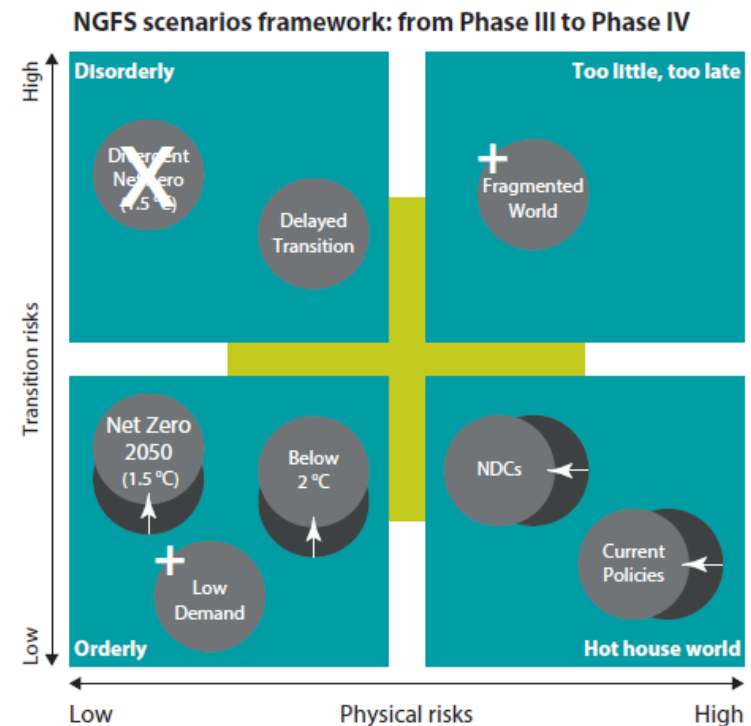 NGFS scenarios framework: from Phase III to Phase IV
High
Transition risks
Low
Disorderly
Divergent
Net Zero
(1.5 °C)
X
Delayed
Transition
Too little, too late
+
Fragmented
World
Net Zero
2050
(1.5 °C)
Below
2 °C
+
Low
Demand
Orderly
NDCs
Current
Policies
Hot house world
Low
Physical risks
High